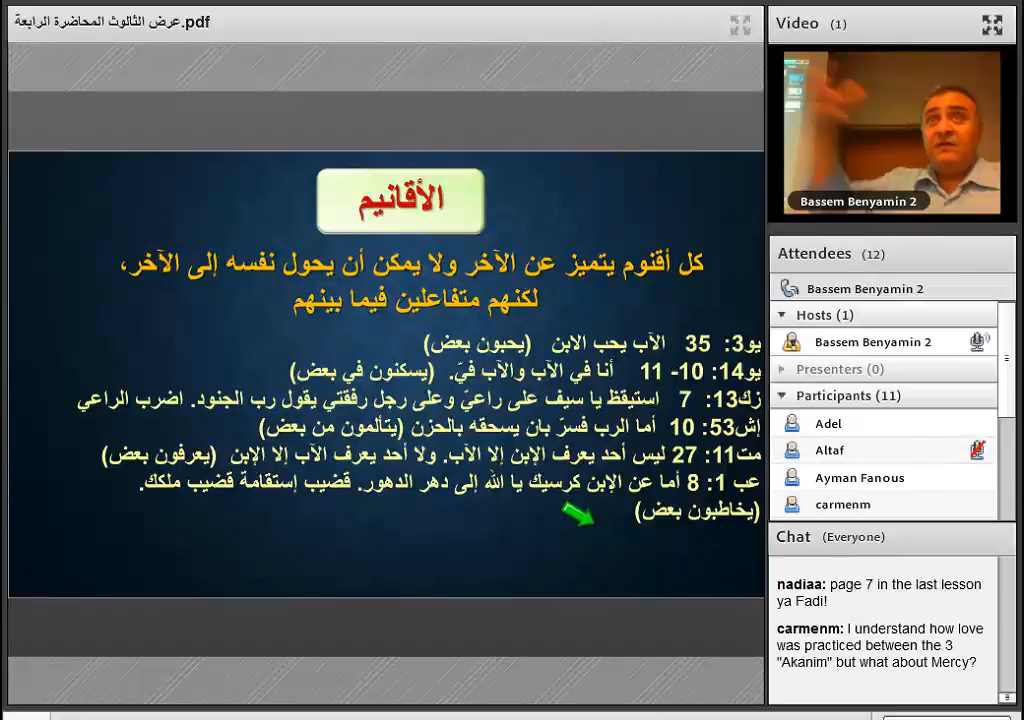 عرض الثالوث المحاضرة الرابعة.pdf
الأقانيم
كل أقنوم يتميز عن الآخر ولا يمكن أن يحول نفسه إلى الآخر،
لكنهم متفاعلين فيما بينهم
يو3: 35 الآب يحب الابن (يحبون بعض)
يو14: 10- 11 أنا في الآب والآب فيّ. (يسكنون في بعض)
زك13: 7 استيقظ يا سيف على راعيّ وعلى رجل رفقتي يقول رب الجنود. اضرب الراعي
إش53: 10 أما الرب فسرّ بان يسحقه بالحزن (يتألمون من بعض)
مت11: 27 ليس أحد يعرف الإبن إلا الآب. ولا أحد يعرف الآب إلا الإبن (يعرفون بعض)
عب 1: 8 أما عن الإبن كرسيك يا الله إلى دهر الدهور. قضيب إستقامة قضيب ملكك.
(يخاطبون بعض)
Video (1)
Bassem Benyamin 2
Attendees (12)
Bassem Benyamin 2
Hosts (1)
Bassem Benyamin 2
Presenters (0)
Participants (11)
Adel
Altaf
Ayman Fanous
carmenm
Chat (Everyone)
nadiaa: page 7 in the last lesson
ya Fadi!
carmenm: I understand how love
was practiced between the 3
"Akanim" but what about Mercy?